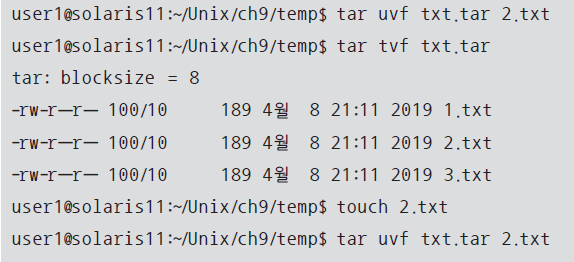 user1@solaris11:~/Unix/ch9/temp$ tar uvf txt.tar 2.txt
user1@solaris11:~/Unix/ch9/temp$ tar tvf txt.tar
tar: blocksize = 8
-rw-r—r— 100/10 189 4월 8 21:11 2019 1.txt
-rw-r—r— 100/10 189 4월 8 21:11 2019 2.txt
-rw-r—r— 100/10 189 4월 8 21:11 2019 3.txt
user1@solaris11:~/Unix/ch9/temp$ touch 2.txt
user1@solaris11:~/Unix/ch9/temp$ tar uvf txt.tar 2.txt